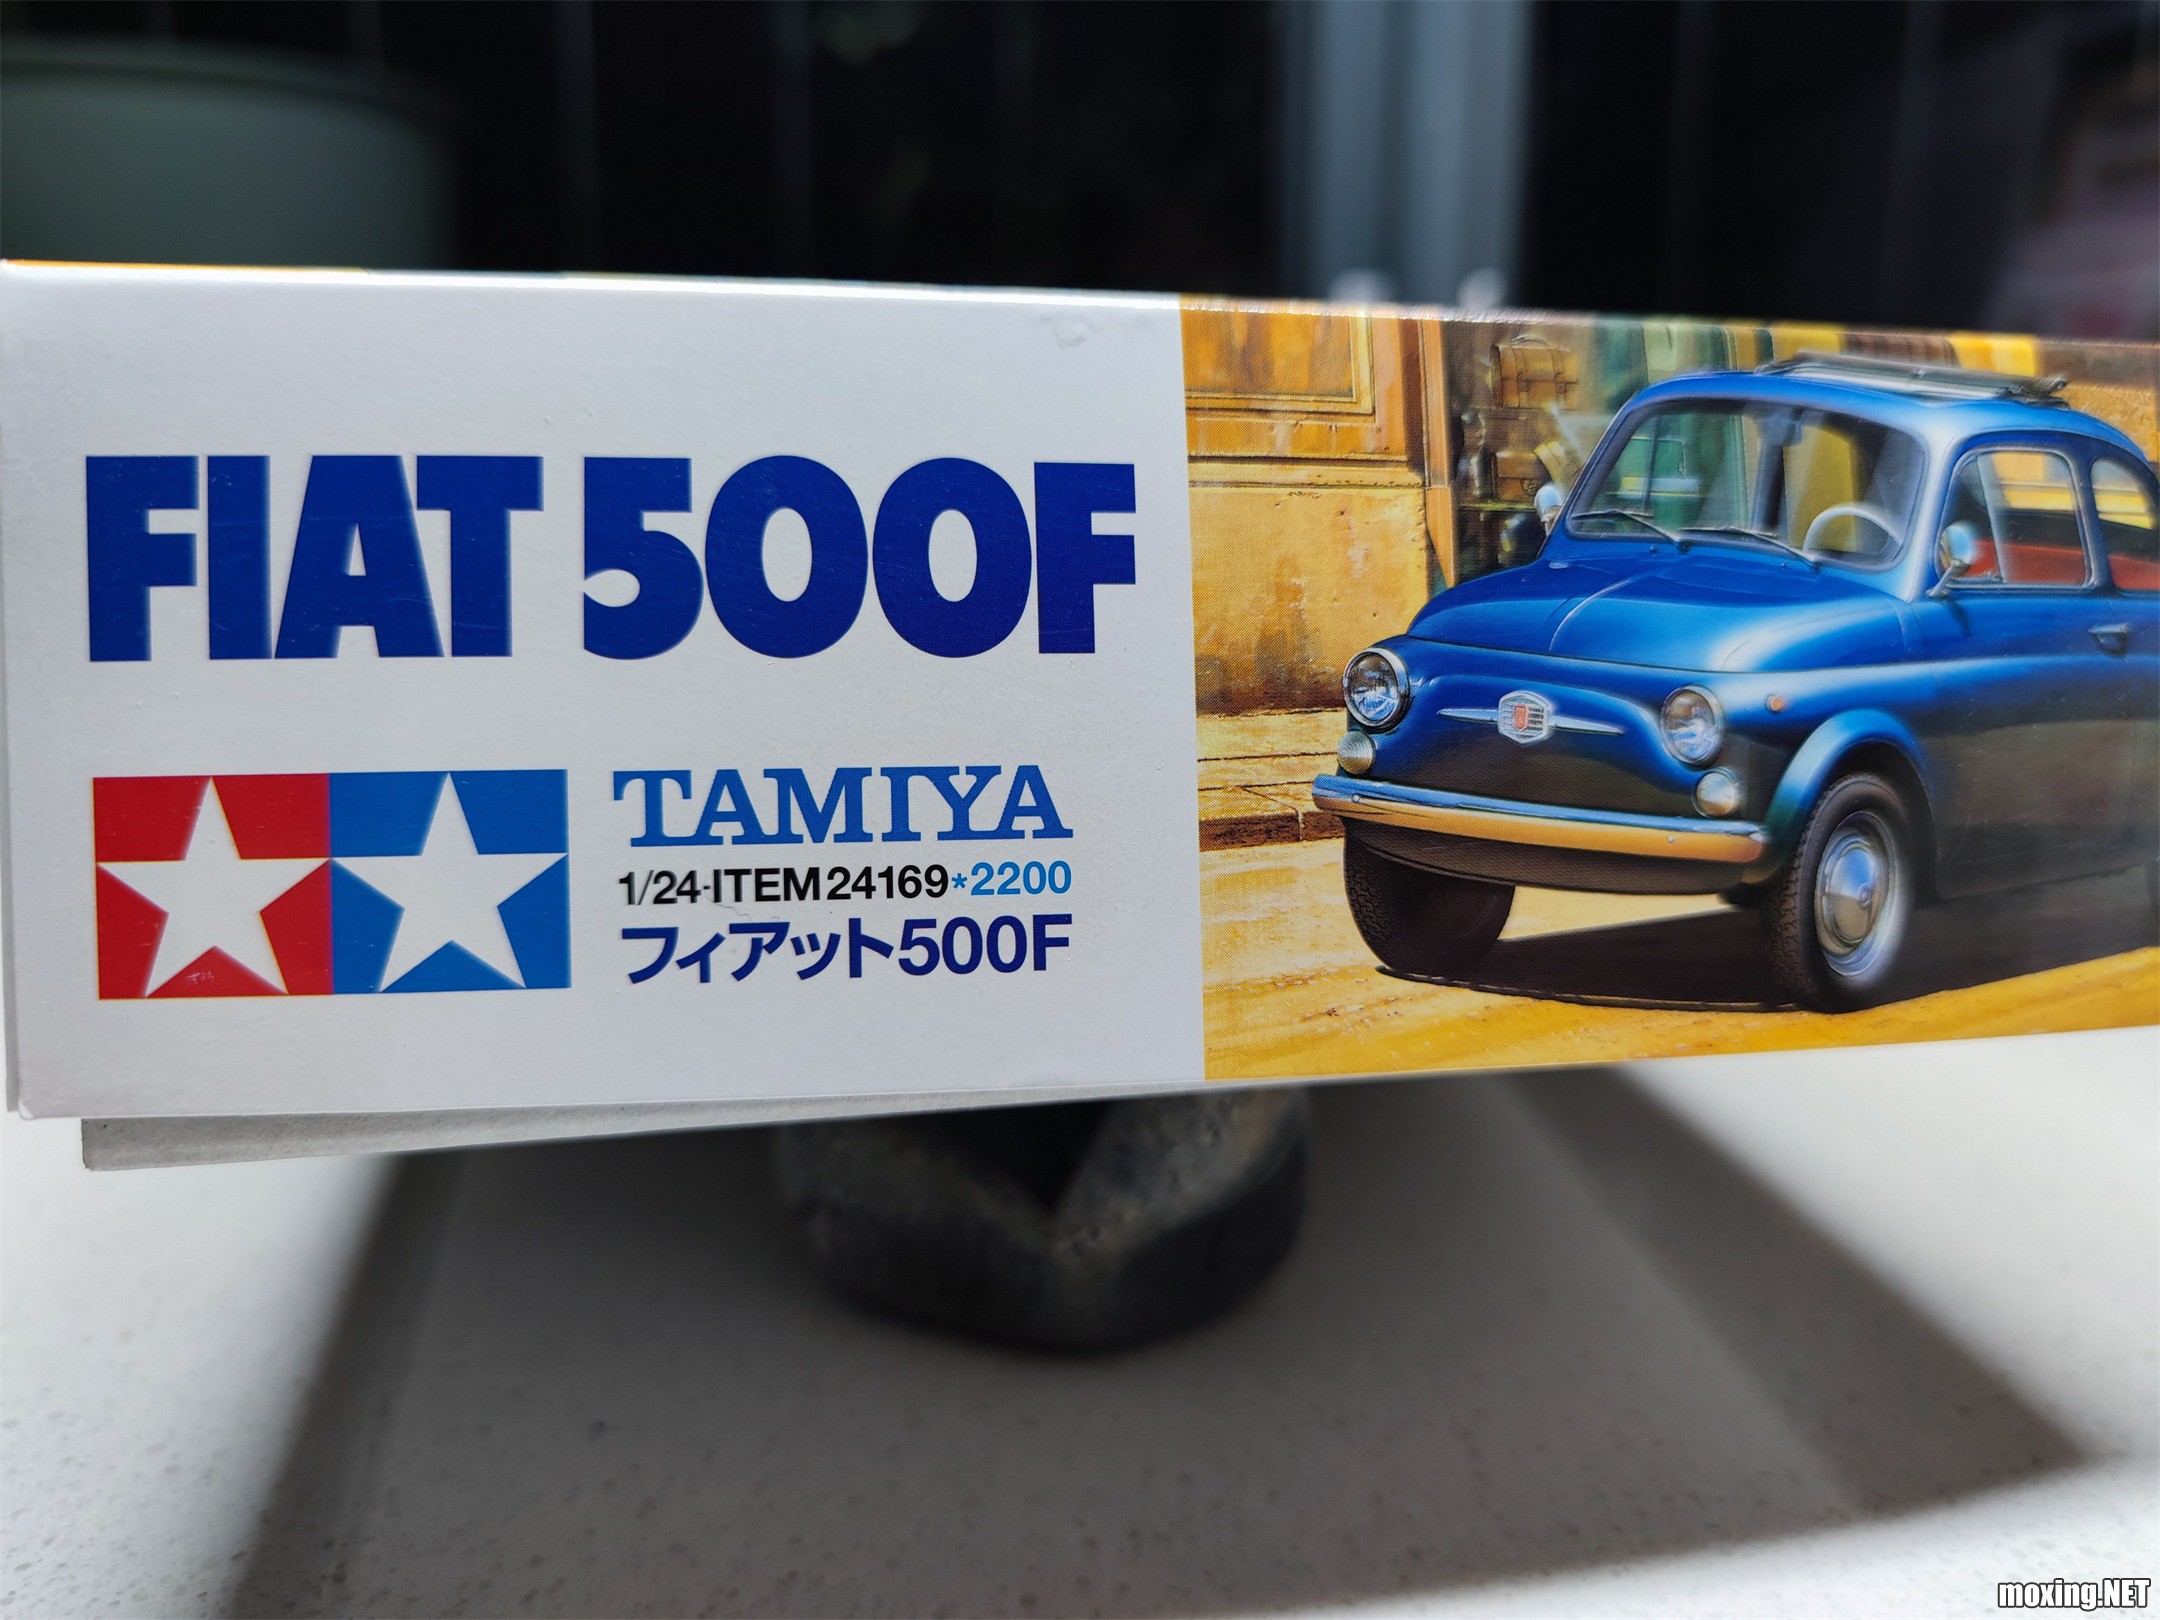 FIAT 500F
TAMIYA
1/24-ITEM 24169*2200
フィアット500F
moxing.NET